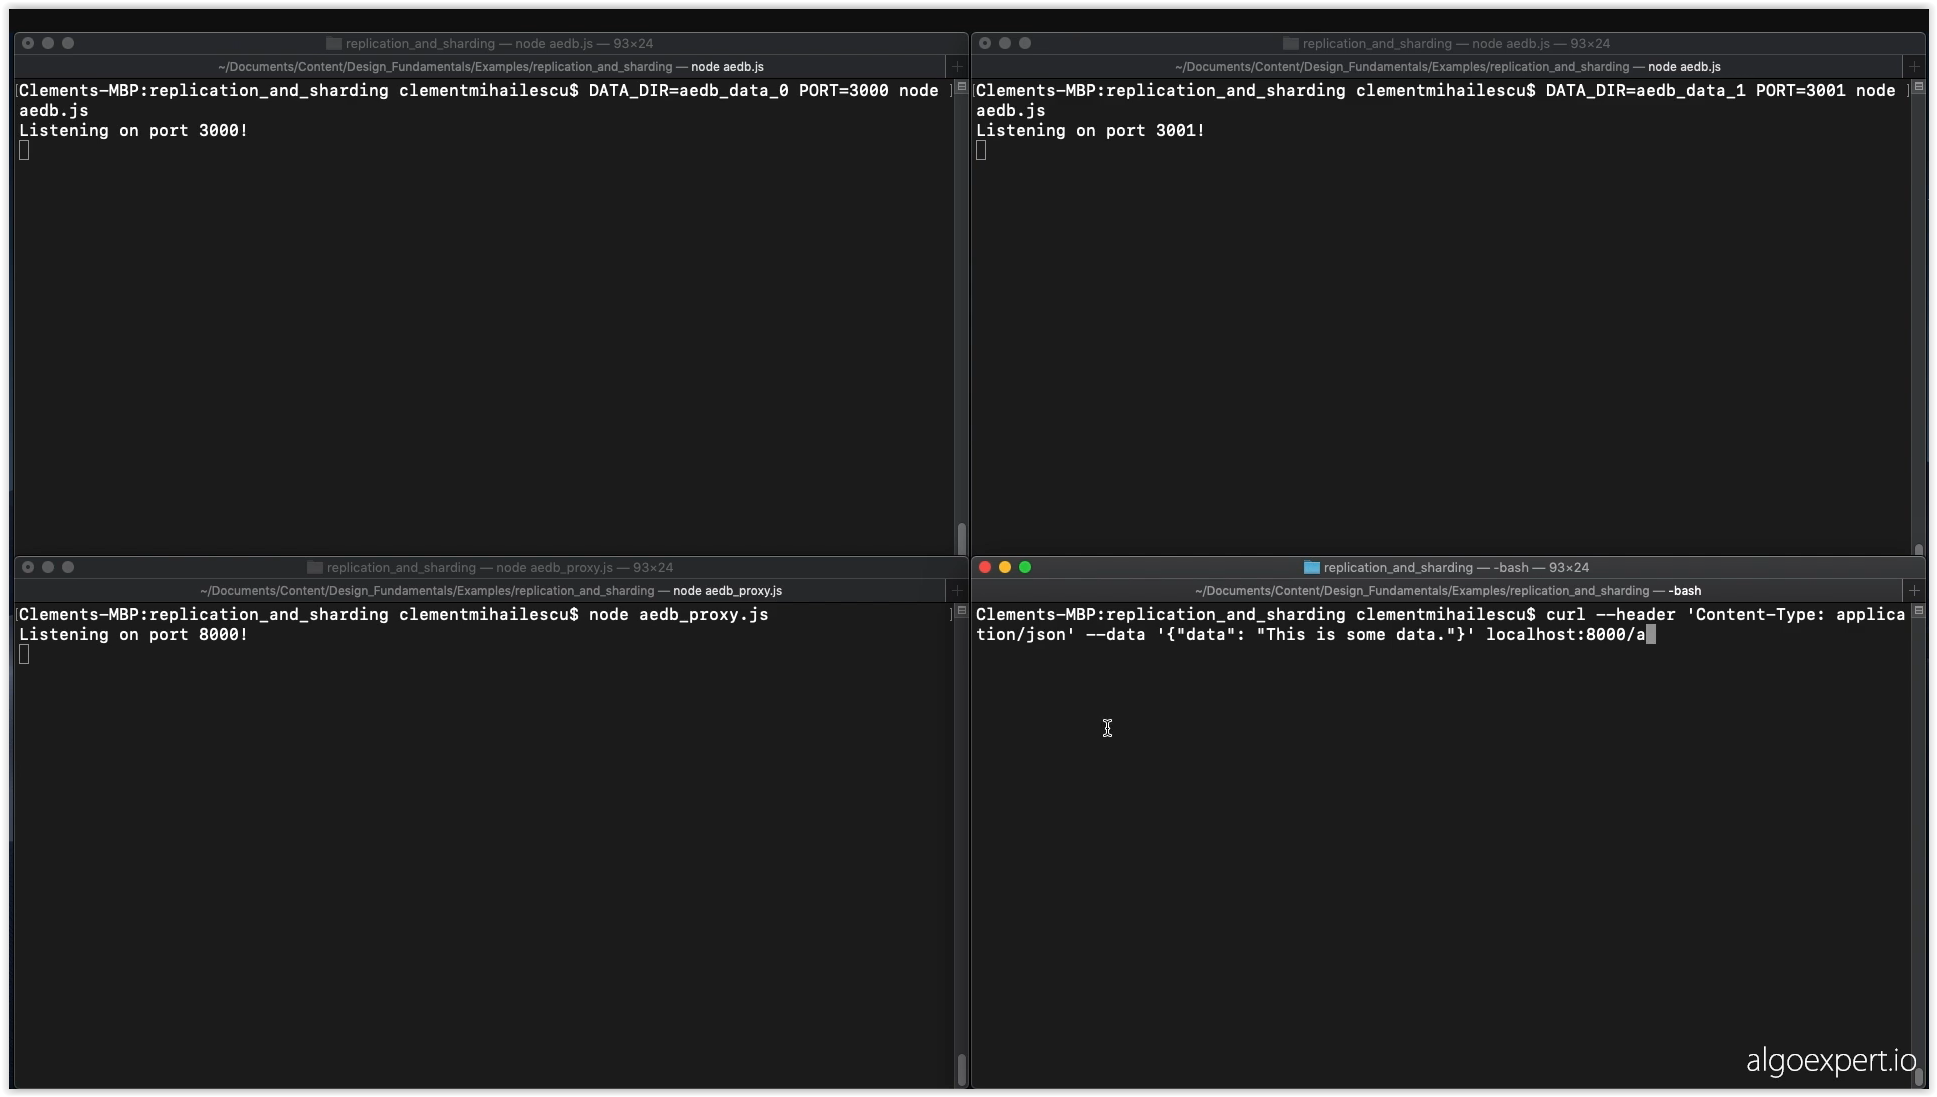 replication_and_sharding — node aedb.js — 93×24
~/Documents/Content/Design_Fundamentals/Examples/replication_and_sharding — node aedb.js
Clements-MBP:replication_and_sharding clementmihailescu$ DATA_DIR=aedb_data_0 PORT=3000 node
aedb.js
Listening on port 3000!
replication_and_sharding — node aedb.js — 93×24
~/Documents/Content/Design_Fundamentals/Examples/replication_and_sharding — node aedb.js
Clements-MBP:replication_and_sharding clementmihailescu$ DATA_DIR=aedb_data_1 PORT=3001 node
aedb.js
Listening on port 3001!
replication_and_sharding — node aedb_proxy.js — 93×24
~/Documents/Content/Design_Fundamentals/Examples/replication_and_sharding — node aedb_proxy.js
Clements-MBP:replication_and_sharding clementmihailescu$ node aedb_proxy.js
Listening on port 8000!
replication_and_sharding — -bash — 93×24
~/Documents/Content/Design_Fundamentals/Examples/replication_and_sharding — -bash
Clements-MBP:replication_and_sharding clementmihailescu$ curl --header 'Content-Type: applica
tion/json' --data '{"data": "This is some data."}' localhost:8000/a
algoexpert.io